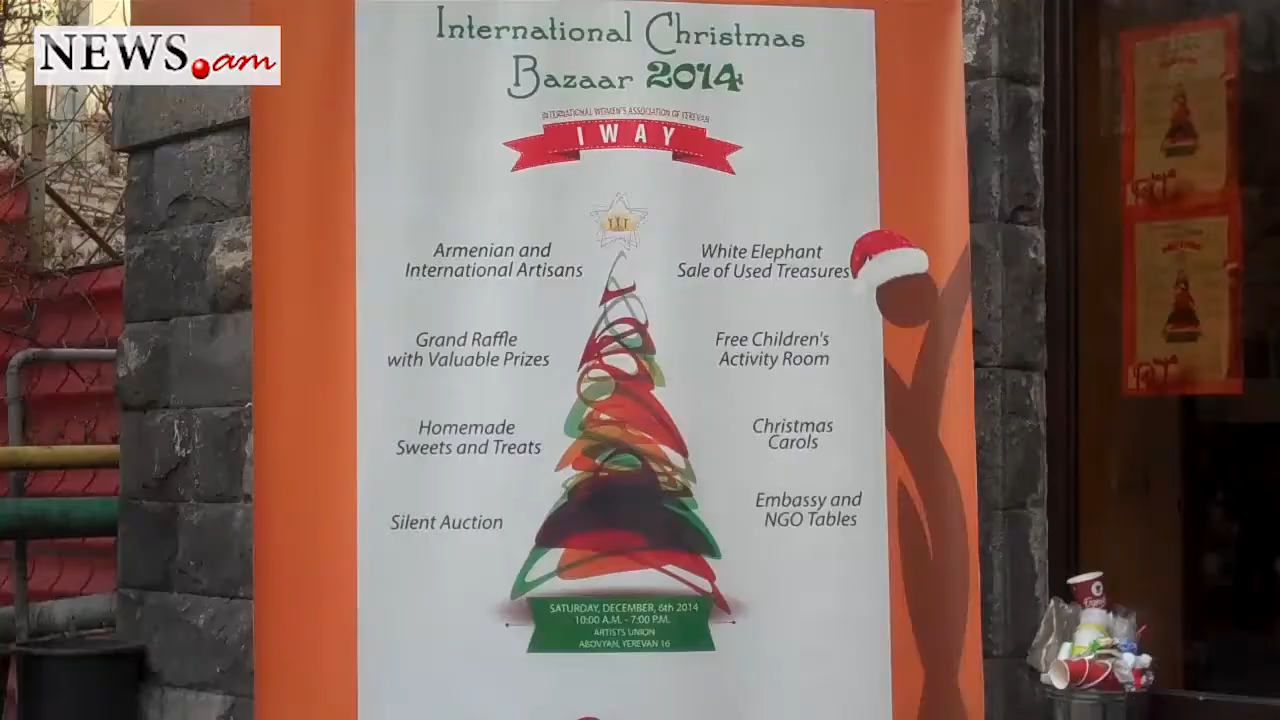 NEWS.am
International Christmas
Bazaar 2014
INTERNATIONAL WOMEN'S ASSOCIATION OF YEREVAN
IWAY
III
Armenian and
International Artisans
White Elephant
Sale of Used Treasures
Grand Raffle
with Valuable Prizes
Free Children's
Activity Room
Homemade
Sweets and Treats
Christmas
Carols
Silent Auction
Embassy and
NGO Tables
SATURDAY, DECEMBER, 6th 2014
10:00 A.M. - 7:00 P.M.
ARTISTS UNION
ABOVYAN, YEREVAN 16